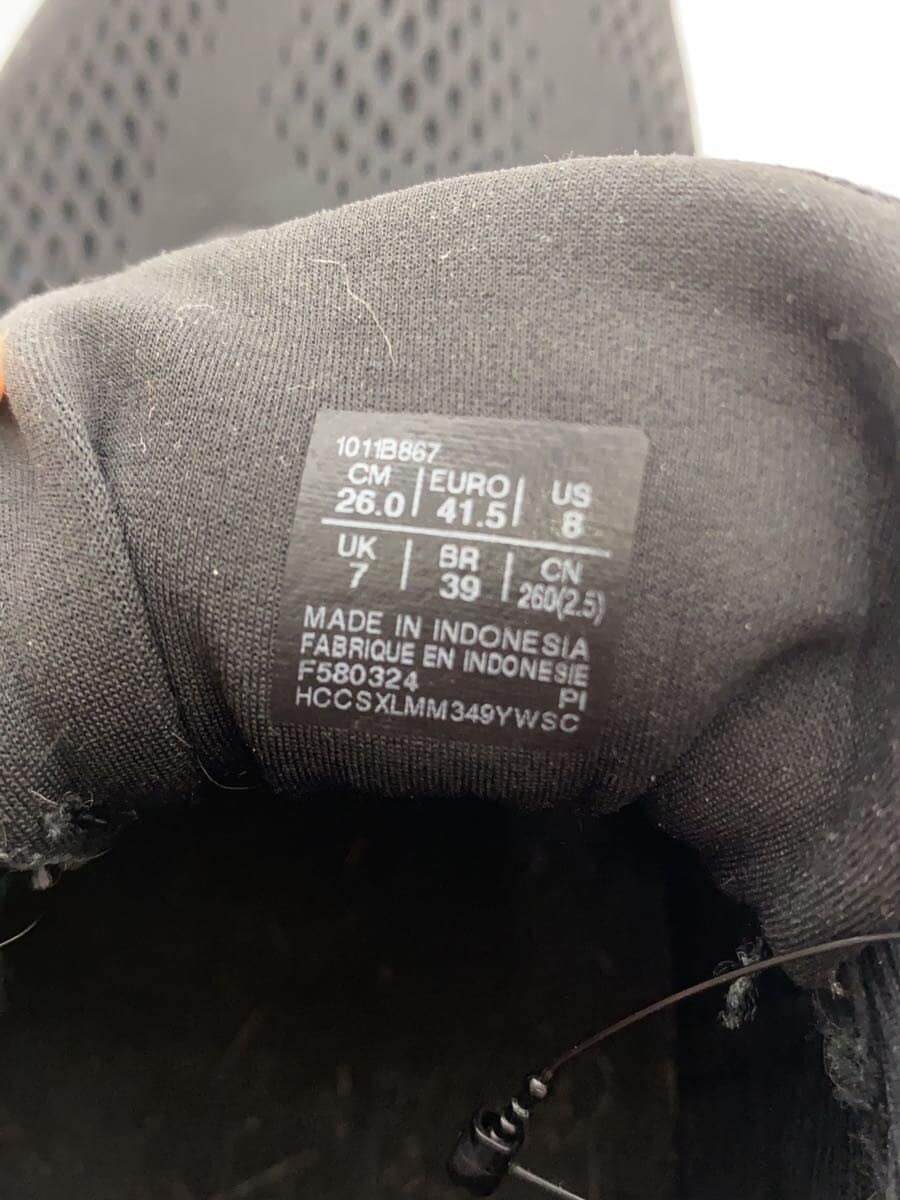 1011B867
CM EURO US
26.0 41.5 8
UK BR CN
7 39 260(2.5)
MADE IN INDONESIA
FABRIQUE EN INDONESIE
F580324 PI
HCCSXLMM349YWSC